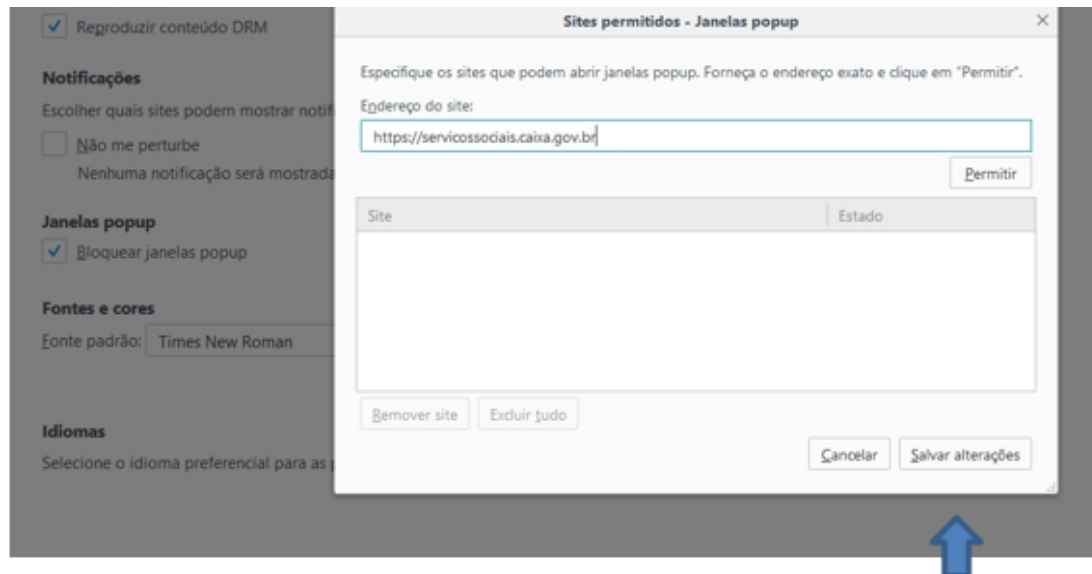 Sites permitidos - Janelas popup
Reproduzir conteúdo DRM
Notificações
Escolher quais sites podem mostrar notif
Não me perturbe
Nenhuma notificação será mostrada
Janelas popup
Bloquear janelas popup
Fontes e cores
Fonte padrão: Times New Roman
Idiomas
Selecione o idioma preferencial para as p
Especifique os sites que podem abrir janelas popup. Forneça o endereço exato e clique em "Permitir".
Endereço do site:
https://servicossociais.caixa.gov.br
Permitir
Site Estado
Remover site Excluir tudo
Cancelar Salvar alterações